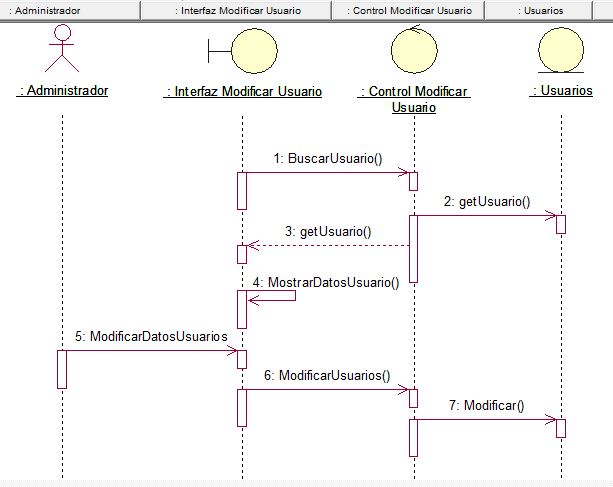 : Administrador
: Interfaz Modificar Usuario
: Control Modificar Usuario
: Usuarios
: Administrador
: Interfaz Modificar Usuario
: Control Modificar
Usuario
: Usuarios
1: BuscarUsuario()
2: getUsuario()
3: getUsuario()
4: MostrarDatosUsuario()
5: ModificarDatosUsuarios
6: ModificarUsuarios()
7: Modificar()